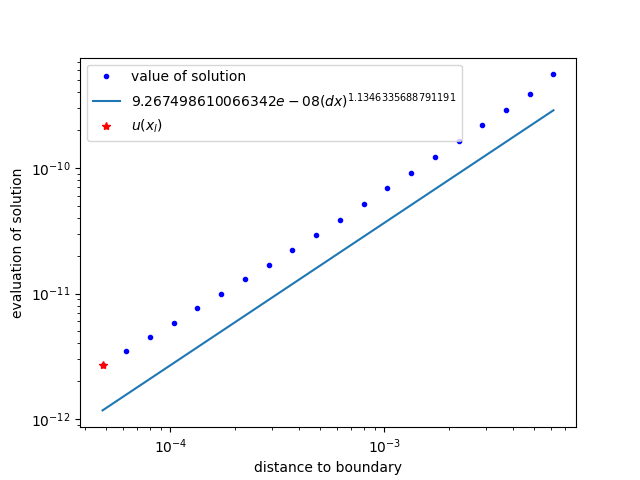 value of solution
9.267498610066342e − 08(dx)^1.1346335688791191
u(x_l)
10^−10
10^−11
10^−12
10^−4
10^−3
evaluation of solution
distance to boundary